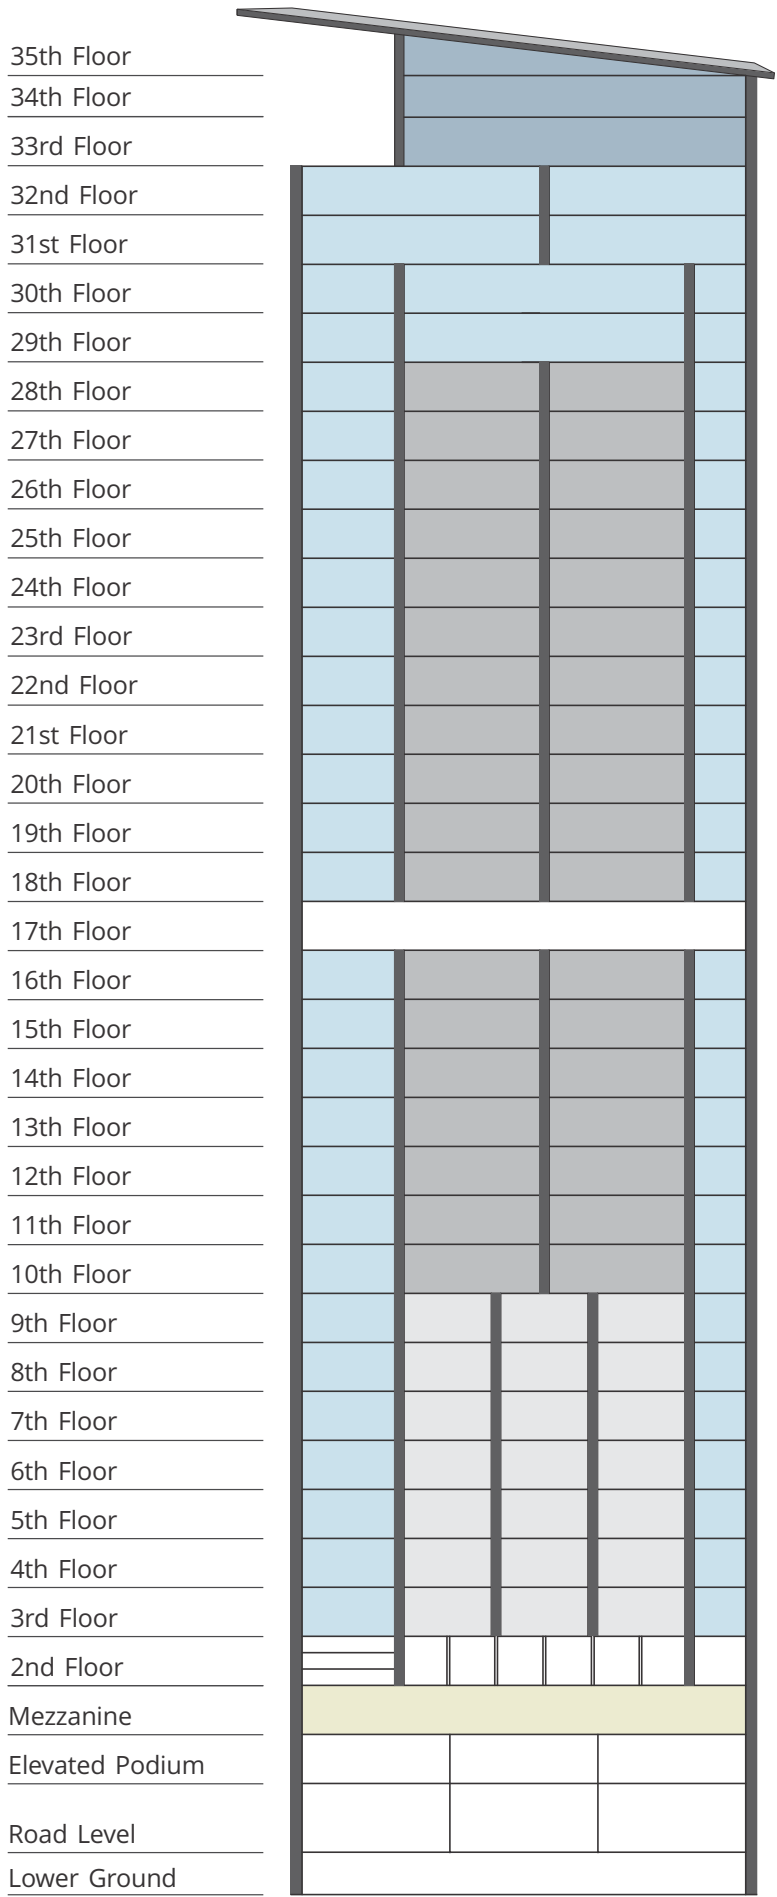 35th Floor
34th Floor
33rd Floor
32nd Floor
31st Floor
30th Floor
29th Floor
28th Floor
27th Floor
26th Floor
25th Floor
24th Floor
23rd Floor
22nd Floor
21st Floor
20th Floor
19th Floor
18th Floor
17th Floor
16th Floor
15th Floor
14th Floor
13th Floor
12th Floor
11th Floor
10th Floor
9th Floor
8th Floor
7th Floor
6th Floor
5th Floor
4th Floor
3rd Floor
2nd Floor
Mezzanine
Elevated Podium
Road Level
Lower Ground